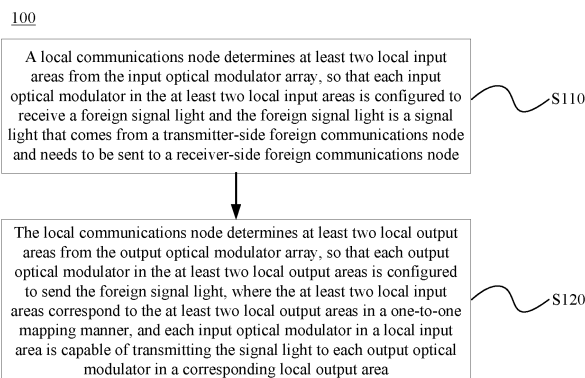 100
A local communications node determines at least two local input
areas from the input optical modulator array, so that each input
optical modulator in the at least two local input areas is configured to
receive a foreign signal light and the foreign signal light is a signal
light that comes from a transmitter-side foreign communications node
and needs to be sent to a receiver-side foreign communications node
S110
The local communications node determines at least two local output
areas from the output optical modulator array, so that each output
optical modulator in the at least two local output areas is configured
to send the foreign signal light, where the at least two local input
areas correspond to the at least two local output areas in a one-to-one
mapping manner, and each input optical modulator in a local input
area is capable of transmitting the signal light to each output optical
modulator in a corresponding local output area
S120